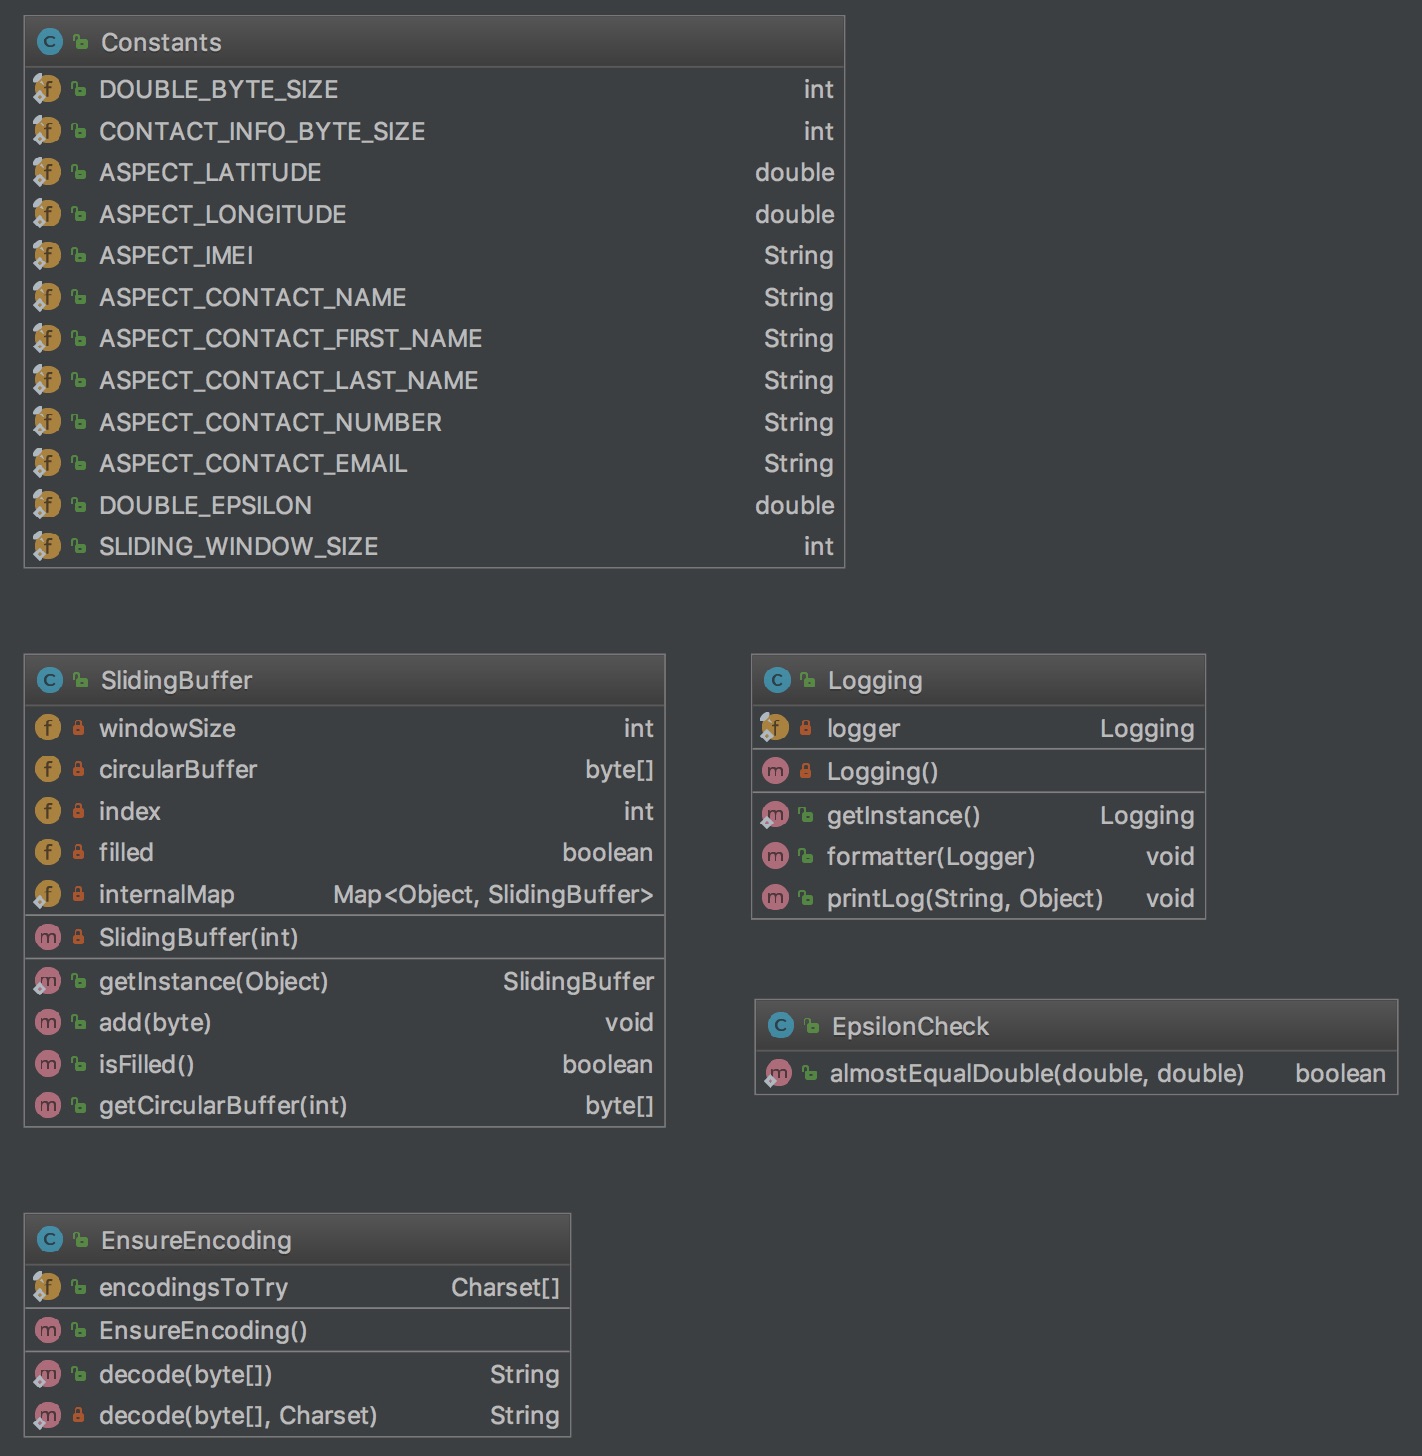 Constants
DOUBLE_BYTE_SIZE int
CONTACT_INFO_BYTE_SIZE int
ASPECT_LATITUDE double
ASPECT_LONGITUDE double
ASPECT_IMEI String
ASPECT_CONTACT_NAME String
ASPECT_CONTACT_FIRST_NAME String
ASPECT_CONTACT_LAST_NAME String
ASPECT_CONTACT_NUMBER String
ASPECT_CONTACT_EMAIL String
DOUBLE_EPSILON double
SLIDING_WINDOW_SIZE int
SlidingBuffer
windowSize int
circularBuffer byte[]
index int
filled boolean
internalMap Map<Object, SlidingBuffer>
SlidingBuffer(int)
getInstance(Object) SlidingBuffer
add(byte) void
isFilled() boolean
getCircularBuffer(int) byte[]
Logging
logger Logging
Logging()
getInstance() Logging
formatter(Logger) void
printLog(String, Object) void
EpsilonCheck
almostEqualDouble(double, double) boolean
EnsureEncoding
encodingsToTry Charset[]
EnsureEncoding()
decode(byte[]) String
decode(byte[], Charset) String